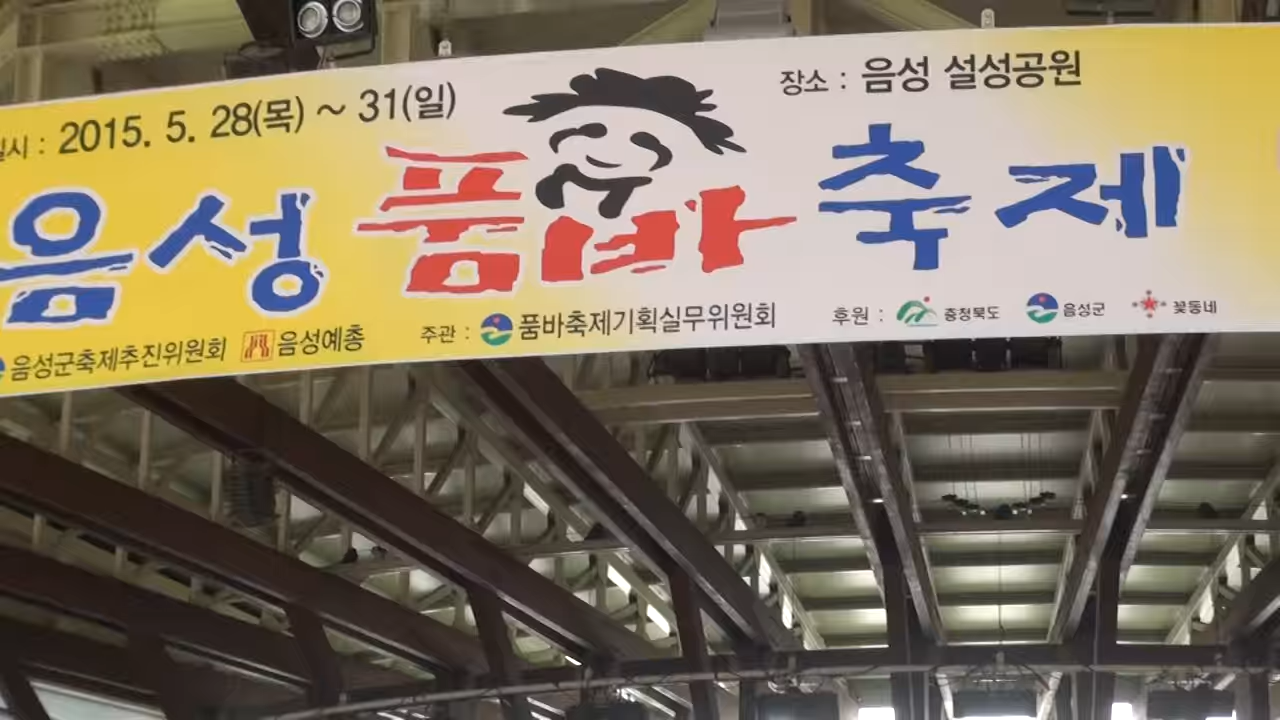 일시 : 2015. 5. 28(목) ~ 31(일) 장소 : 음성 설성공원
음성 품바 축제
음성군축제추진위원회 음성예총 주관 : 품바축제기획실무위원회 후원 : 충청북도 음성군 꽃동네